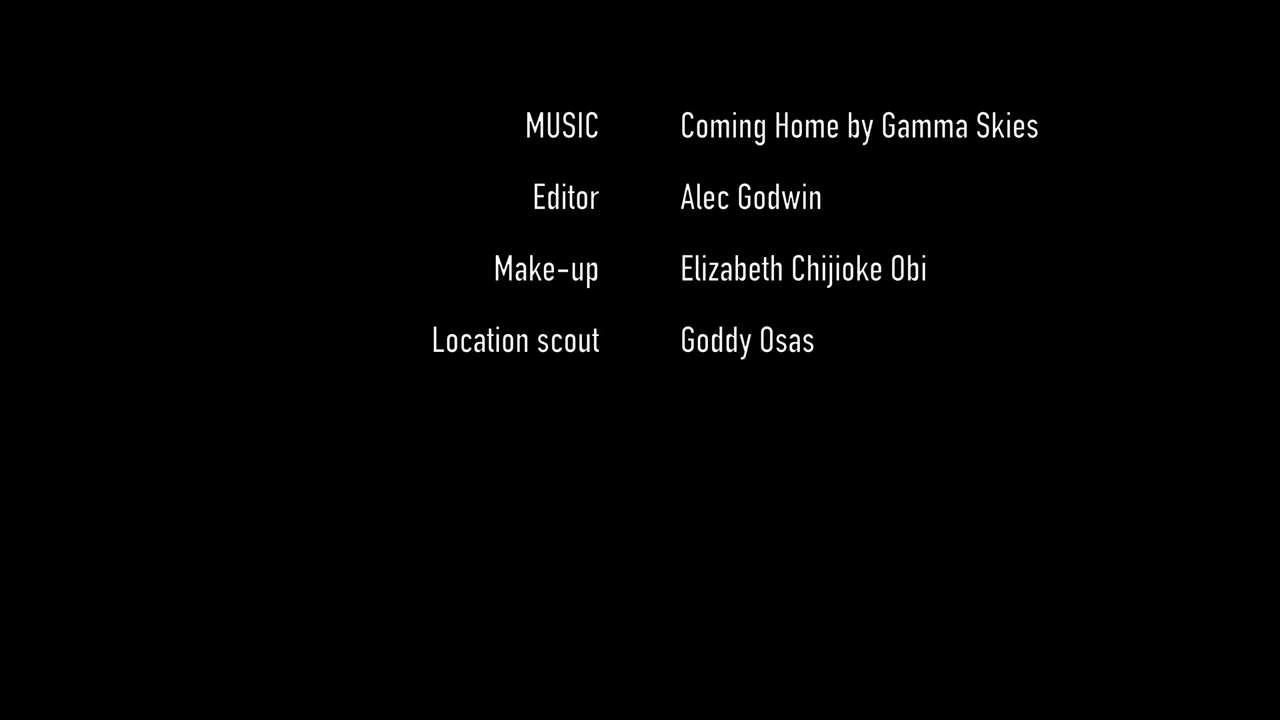 MUSIC Coming Home by Gamma Skies
Editor Alec Godwin
Make-up Elizabeth Chijioke Obi
Location scout Goddy Osas